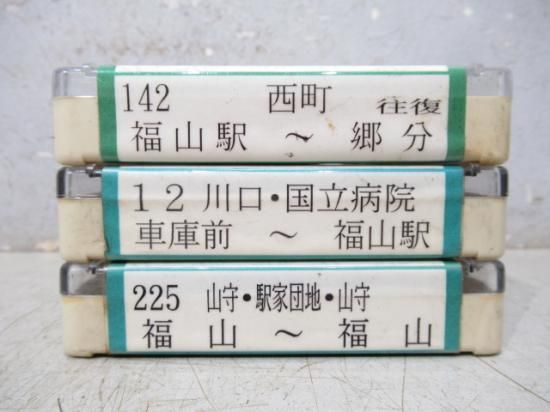 142 西町 往復
福山駅 ～ 郷分
12 川口・国立病院
車庫前 ～ 福山駅
225 山守・駅家団地・山守
福山～福山